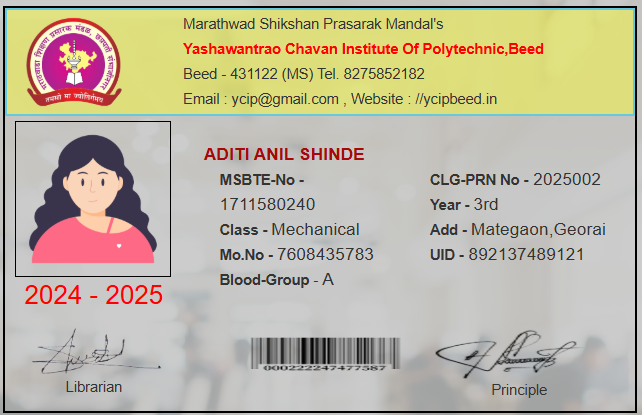 Marathwad Shikshan Prasarak Mandal's
Yashawantrao Chavan Institute Of Polytechnic,Beed
Beed - 431122 (MS) Tel. 8275852182
Email : ycip@gmail.com , Website : //ycipbeed.in
मराठवाडा शिक्षण प्रसारक मंडळ,
तमसो मा ज्योतिर्गमय
ADITI ANIL SHINDE
MSBTE-No -
1711580240
Class - Mechanical
Mo.No - 7608435783
Blood-Group - A
CLG-PRN No - 2025002
Year - 3rd
Add - Mategaon,Georai
UID - 892137489121
2024 - 2025
Librarian
000222247477587
Principle